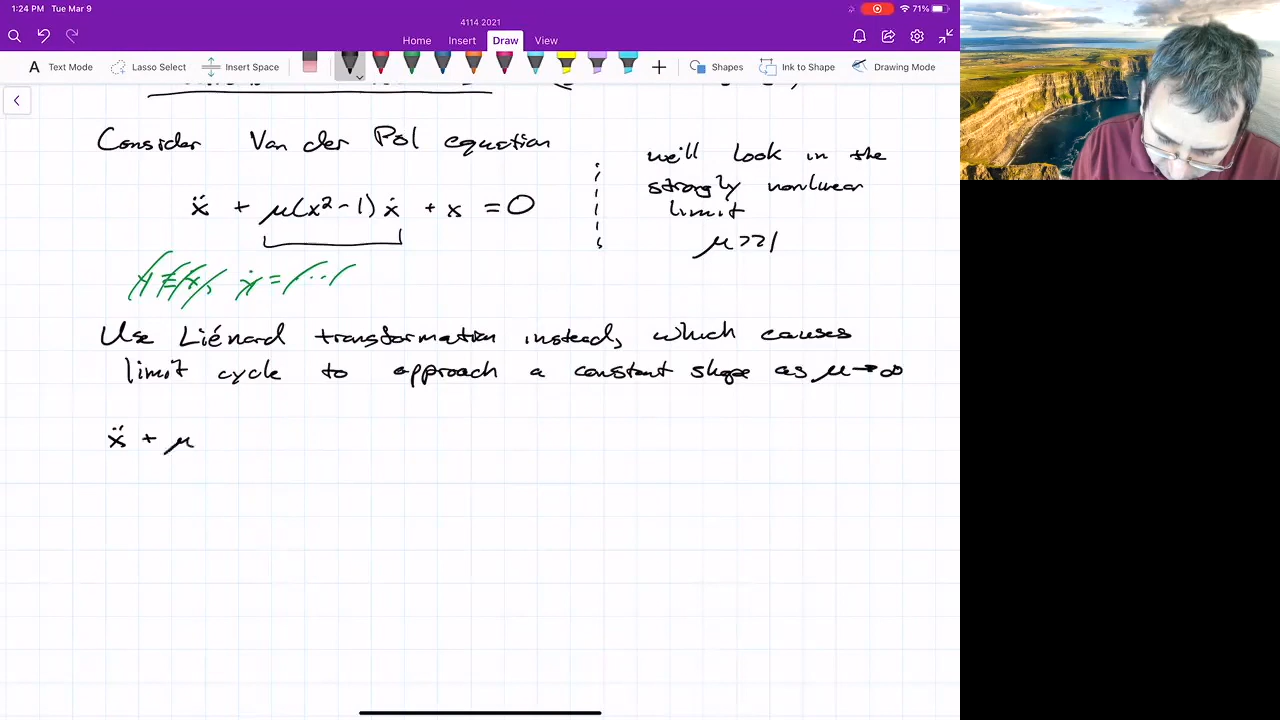 1:24 PM Tue Mar 9
71%
4114 2021
Home Insert Draw View
A Text Mode Lasso Select Insert Space + Shapes Ink to Shape Drawing Mode
Consider Van der Pol equation
ẍ + μ(x² - 1) ẋ + x = 0
we'll look in the
strongly nonlinear
limit
μ >> 1
Use Liénard transformation instead, which causes
limit cycle to approach a constant shape as μ → ∞
ẍ + μ